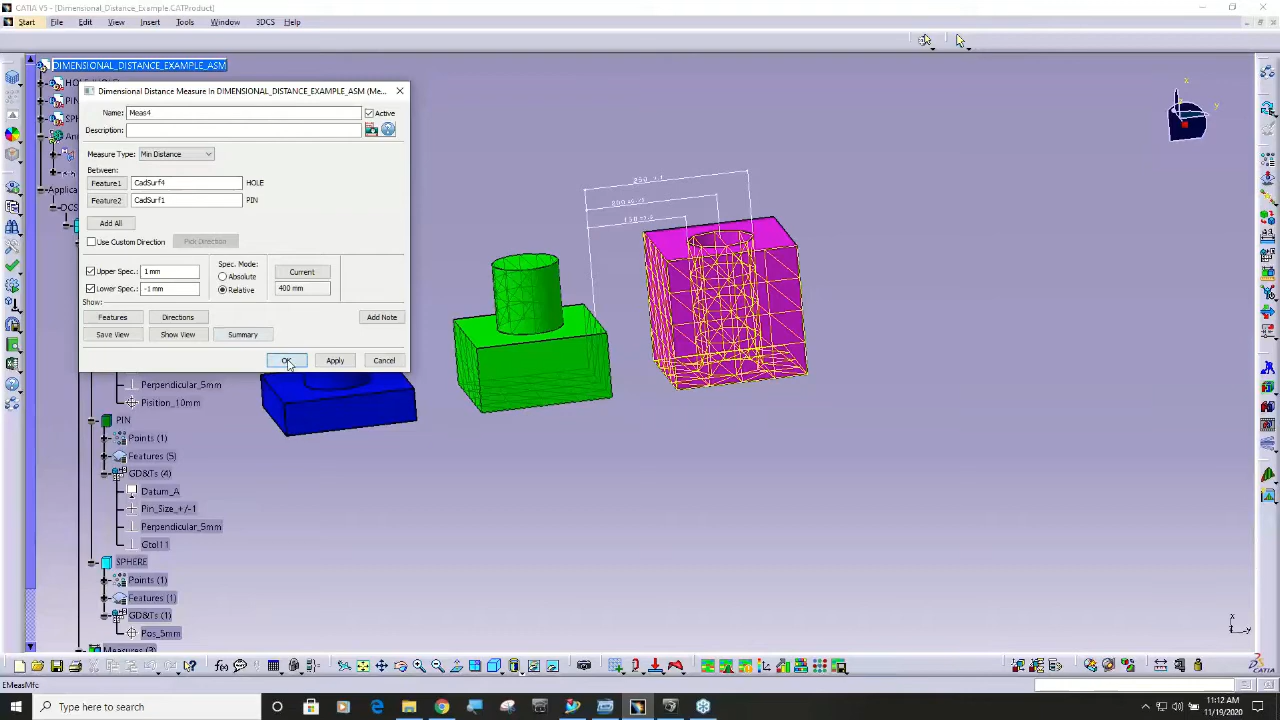 CATIA V5 - [Dimensional_Distance_Example.CATProduct]
Start File Edit View Insert Tools Window 3DCS Help
DIMENSIONAL_DISTANCE_EXAMPLE_ASM
Dimensional Distance Measure In DIMENSIONAL_DISTANCE_EXAMPLE_ASM (Me...
Name: Meas4 Active
Description:
Measure Type: Min Distance
Between:
Feature1 CadSurf4 HOLE
Feature2 CadSurf1 PIN
Add All
Use Custom Direction Pick Direction
Upper Spec.: 1 mm
Lower Spec.: -1 mm
Spec. Mode:
Absolute
Relative
Current
400 mm
Show:
Features Directions Add Note
Save View Show View Summary
OK Apply Cancel
Perpendicular_5mm
Pisition_10mm
PIN
Points (1)
Features (5)
GD&Ts (4)
Datum_A
Pin_Size_+/-1
Perpendicular_5mm
Gtol11
SPHERE
Points (1)
Features (1)
GD&Ts (1)
Pos_5mm
Measures (3)
EMeasMfc
Type here to search
11:12 AM
11/19/2020